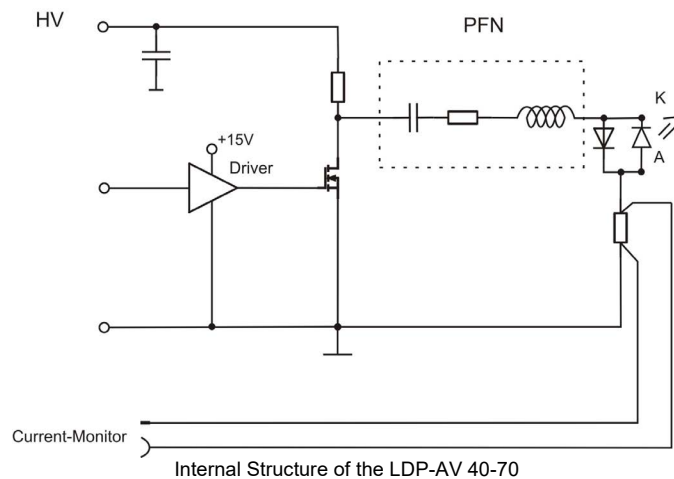 HV
PFN
+15V
Driver
K
A
Current-Monitor
Internal Structure of the LDP-AV 40-70